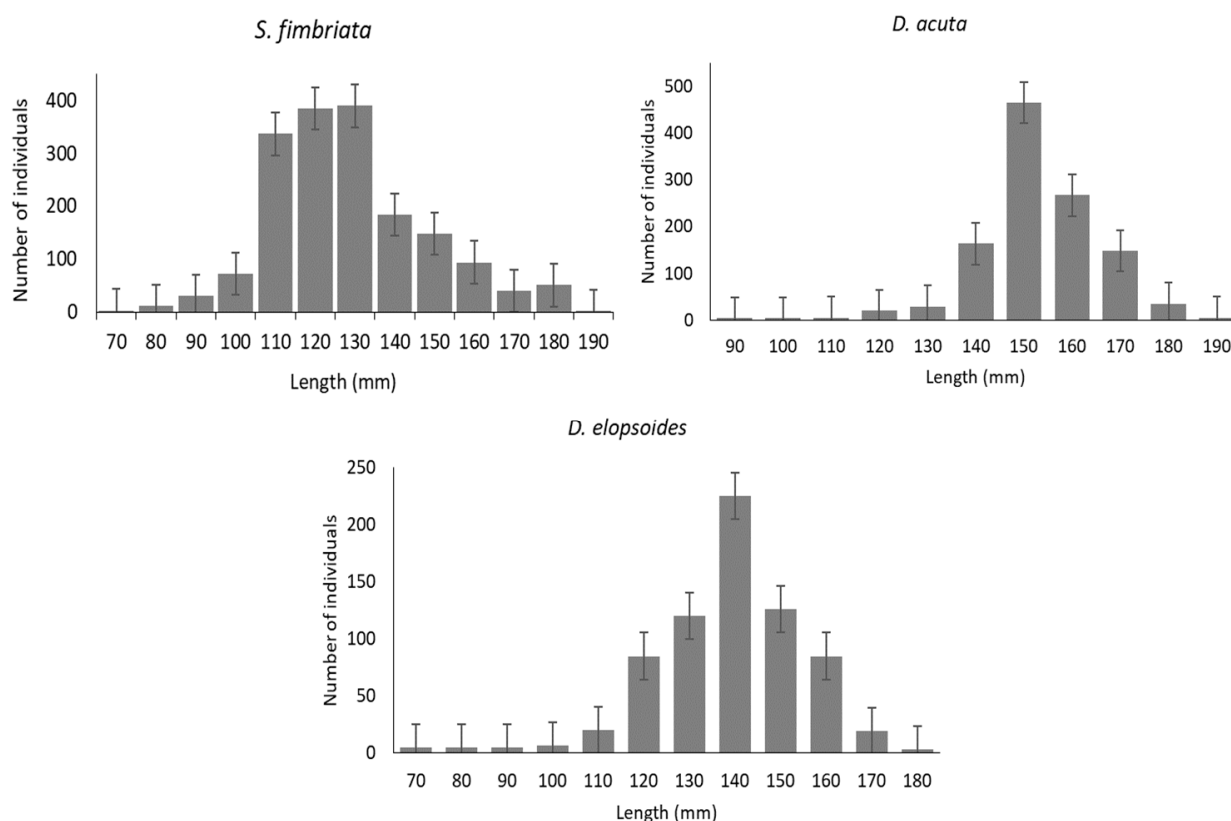 S. fimbriata
Number of individuals
400
300
200
100
0
70 80 90 100 110 120 130 140 150 160 170 180 190
Length (mm)
D. acuta
Number of individuals
500
400
300
200
100
0
90 100 110 120 130 140 150 160 170 180 190
Length (mm)
D. elopsoides
Number of individuals
250
200
150
100
50
0
70 80 90 100 110 120 130 140 150 160 170 180
Length (mm)